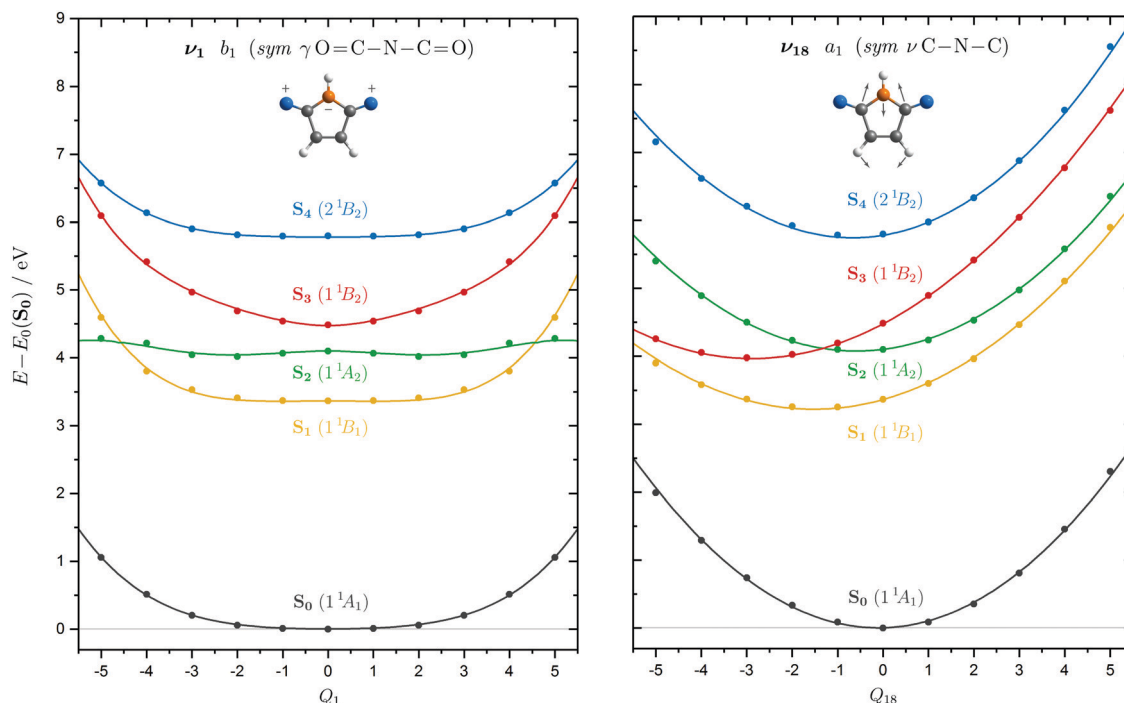 ν₁ b₁ (sym γ O=C−N−C=O)
+ +
−
9
8
7
6
5
4
3
2
1
0
E−E₀(S₀) / eV
S₄ (2 ¹B₂)
S₃ (1 ¹B₂)
S₂ (1 ¹A₂)
S₁ (1 ¹B₁)
S₀ (1 ¹A₁)
-5 -4 -3 -2 -1 0 1 2 3 4 5
Q₁
ν₁₈ a₁ (sym ν C−N−C)
S₄ (2 ¹B₂)
S₃ (1 ¹B₂)
S₂ (1 ¹A₂)
S₁ (1 ¹B₁)
S₀ (1 ¹A₁)
-5 -4 -3 -2 -1 0 1 2 3 4 5
Q₁₈